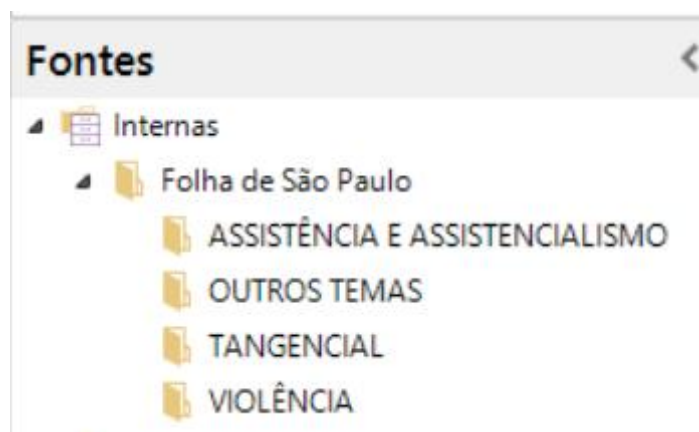 Fontes
Internas
Folha de São Paulo
ASSISTÊNCIA E ASSISTENCIALISMO
OUTROS TEMAS
TANGENCIAL
VIOLÊNCIA